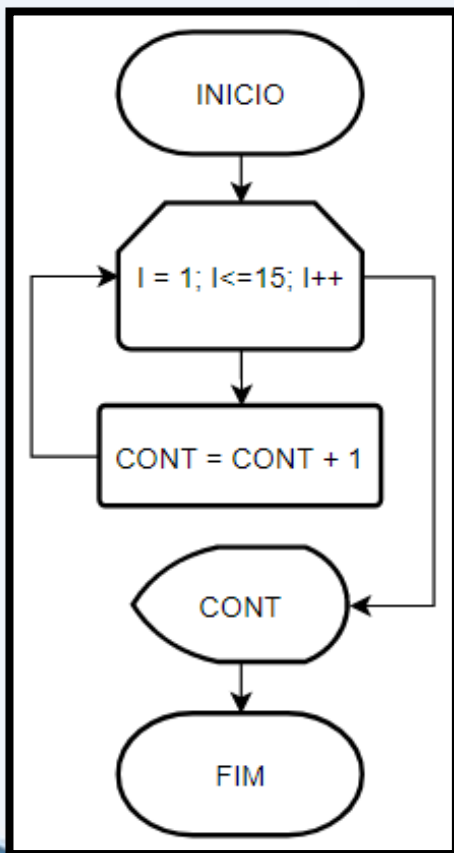 INICIO
I = 1; I<=15; I++
CONT = CONT + 1
CONT
FIM